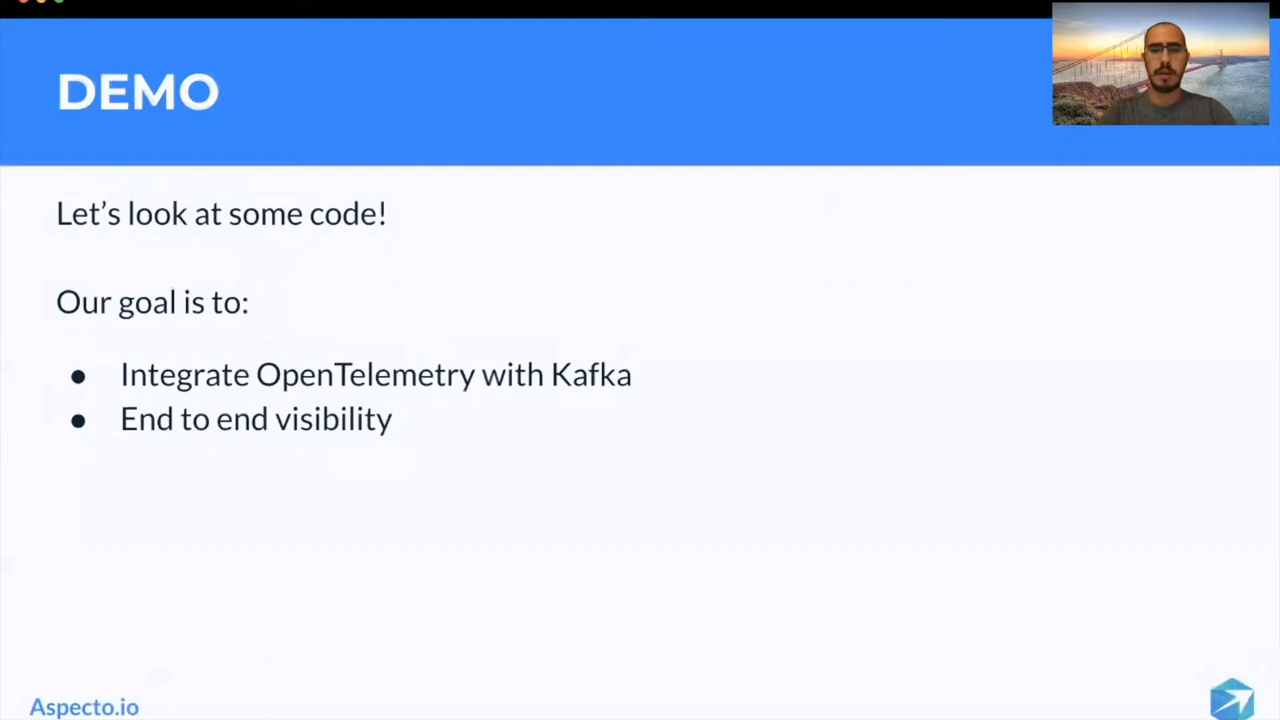 DEMO
Let’s look at some code!
Our goal is to:
● Integrate OpenTelemetry with Kafka
● End to end visibility
Aspecto.io